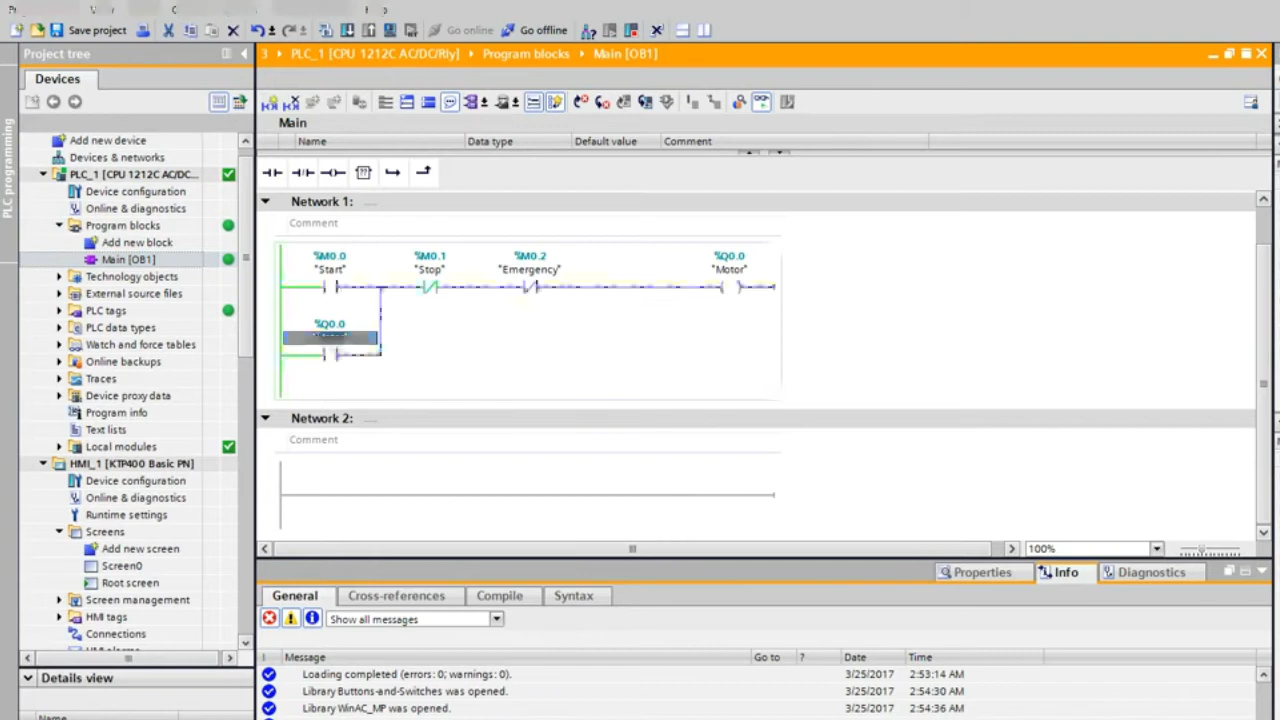 Save project
Go online
Go offline
Project tree
3 PLC_1 [CPU 1212C AC/DC/Rly] Program blocks Main [OB1]
Devices
PLC programming
Main
Name Data type Default value Comment
Add new device
Devices & networks
PLC_1 [CPU 1212C AC/DC...
Device configuration
Online & diagnostics
Program blocks
Add new block
Main [OB1]
Technology objects
External source files
PLC tags
PLC data types
Watch and force tables
Online backups
Traces
Device proxy data
Program info
Text lists
Local modules
HMI_1 [KTP400 Basic PN]
Device configuration
Online & diagnostics
Runtime settings
Screens
Add new screen
Screen0
Root screen
Screen management
HMI tags
Connections
Details view
Name
??
Network 1: .....
Comment
%M0.0 %M0.1 %M0.2 %Q0.0
"Start" "Stop" "Emergency" "Motor"
%Q0.0
Network 2: .....
Comment
100%
Properties Info Diagnostics
General Cross-references Compile Syntax
Show all messages
! Message Go to ? Date Time
Loading completed (errors: 0; warnings: 0). 3/25/2017 2:53:14 AM
Library Buttons-and-Switches was opened. 3/25/2017 2:54:30 AM
Library WinAC_MP was opened. 3/25/2017 2:54:36 AM